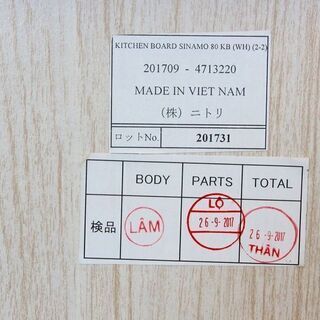 KITCHEN BOARD SINAMO 80 KB (WH) (2-2)
201709 - 4713220
MADE IN VIET NAM
(株)ニトリ
ロットNo. 201731
BODY PARTS TOTAL
検品
LÂM
LỘ
26-9-2017
26-9-2017
THÂN